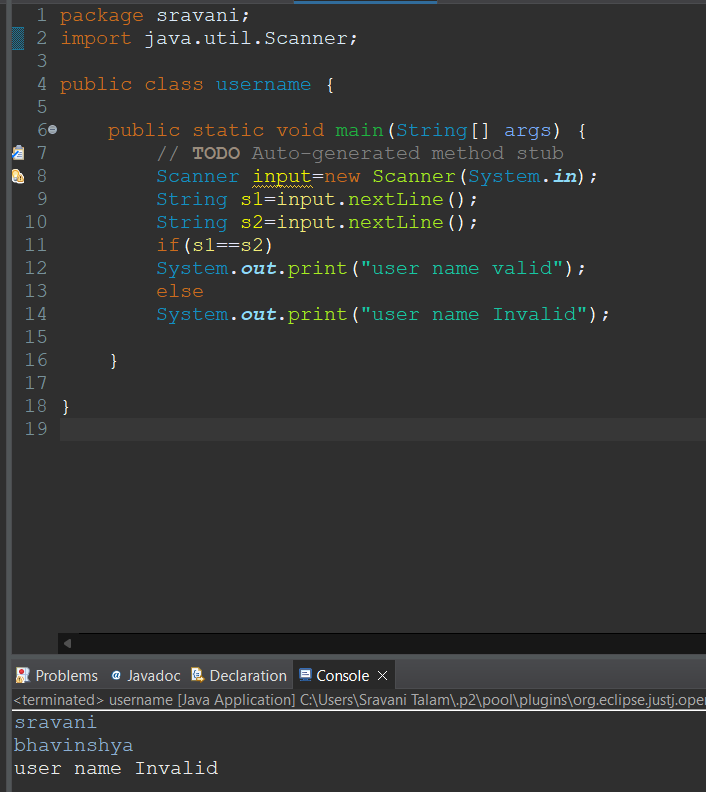 1 package sravani;
2 import java.util.Scanner;
3
4 public class username {
5
6     public static void main(String[] args) {
7         // TODO Auto-generated method stub
8         Scanner input=new Scanner(System.in);
9         String s1=input.nextLine();
10         String s2=input.nextLine();
11         if(s1==s2)
12         System.out.print("user name valid");
13         else
14         System.out.print("user name Invalid");
15
16     }
17
18 }
19
Problems @ Javadoc Declaration Console
<terminated> username [Java Application] C:\Users\Sravani Talam\.p2\pool\plugins\org.eclipse.justj.oper
sravani
bhavinshya
user name Invalid